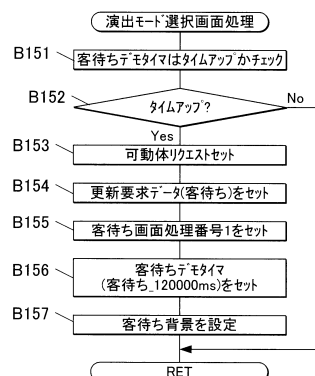 演出モード選択画面処理
B151
客待ちデモタイマはタイムアップかチェック
B152
タイムアップ?
No
Yes
B153
可動体リクエストセット
B154
更新要求データ(客待ち)をセット
B155
客待ち画面処理番号1をセット
B156
客待ちデモタイマ
(客待ち_120000ms)をセット
B157
客待ち背景を設定
RET